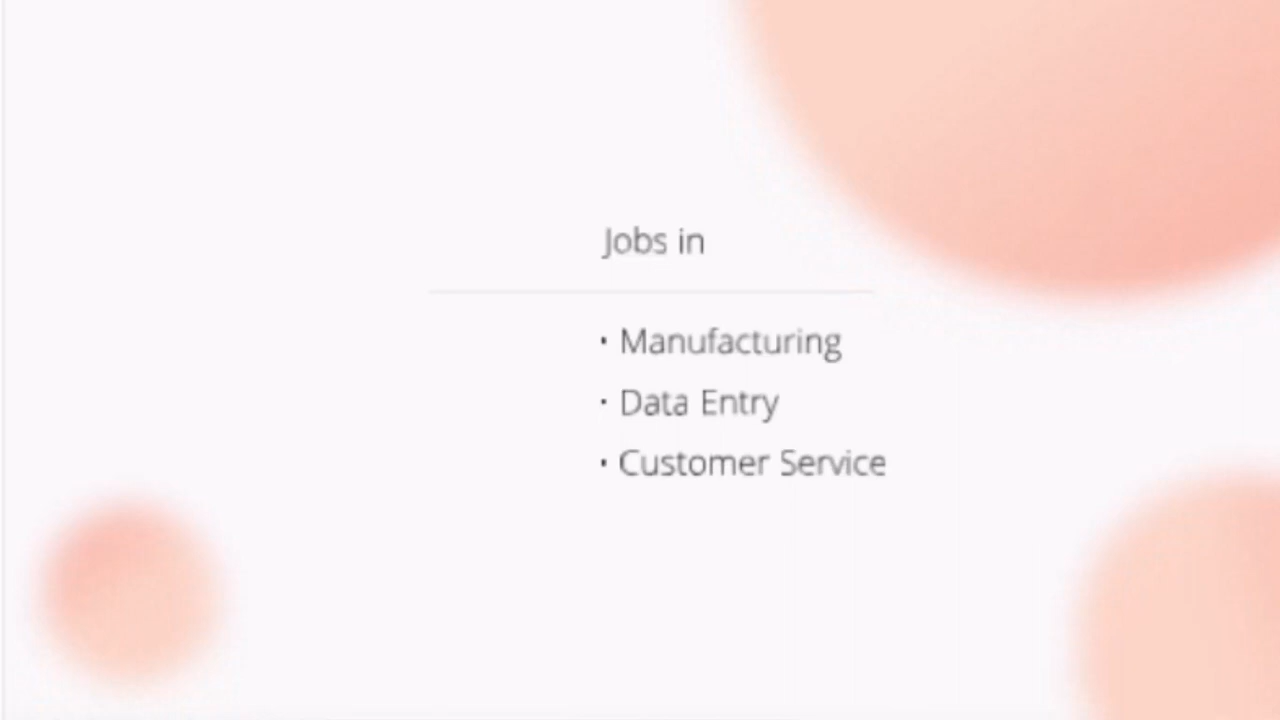 Jobs in
• Manufacturing
• Data Entry
• Customer Service